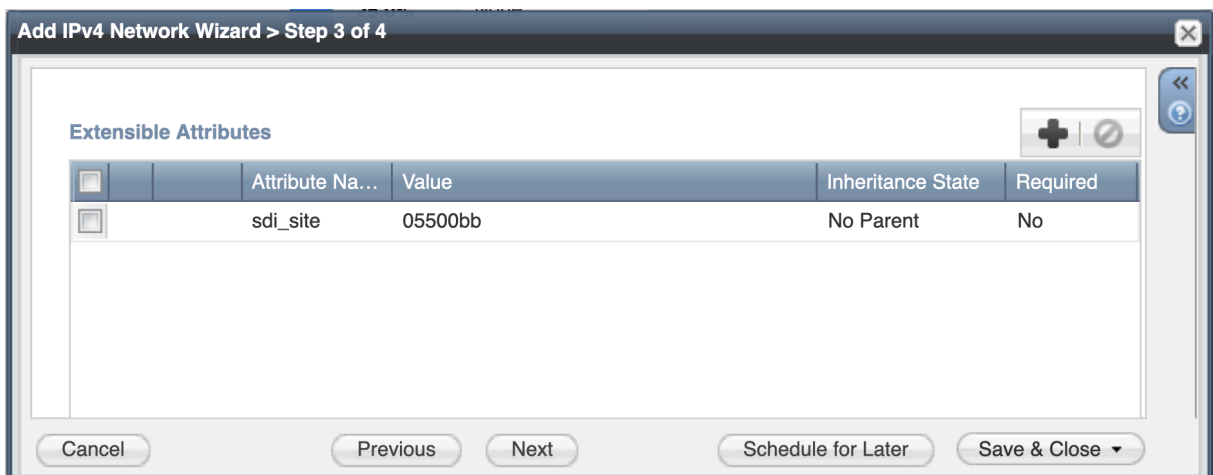 Add IPv4 Network Wizard > Step 3 of 4
Extensible Attributes
Attribute Na... Value Inheritance State Required
sdi_site 05500bb No Parent No
Cancel Previous Next Schedule for Later Save & Close